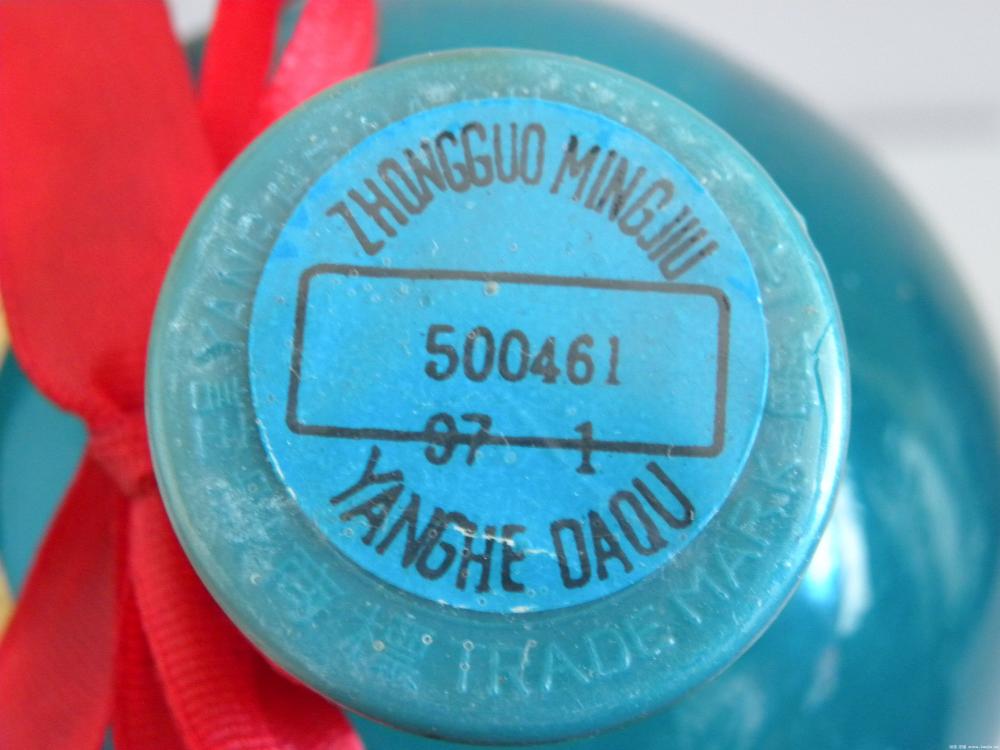 ZHONGGUO MINGJIU
500461
97 1
YANGHE DAQU
TRADEMARK